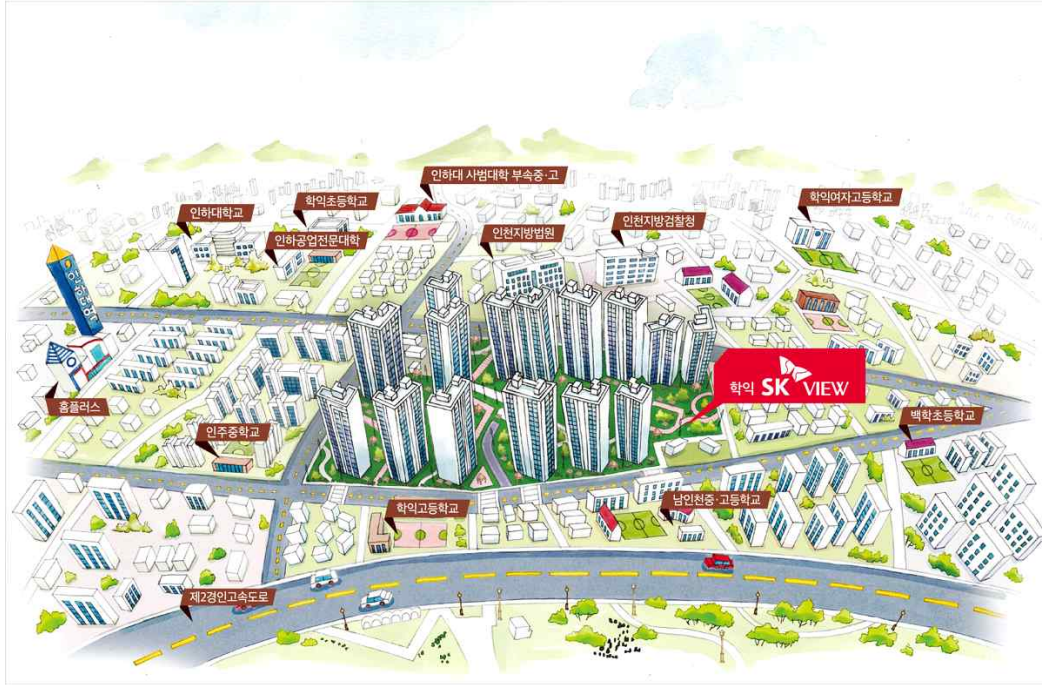 인하대 사범대학 부속중·고
학익초등학교
학익여자고등학교
인하대학교
인천지방검찰청
인천지방법원
인하공업전문대학
학익 SK VIEW
홈플러스
백학초등학교
인주중학교
남인천중·고등학교
학익고등학교
제2경인고속도로